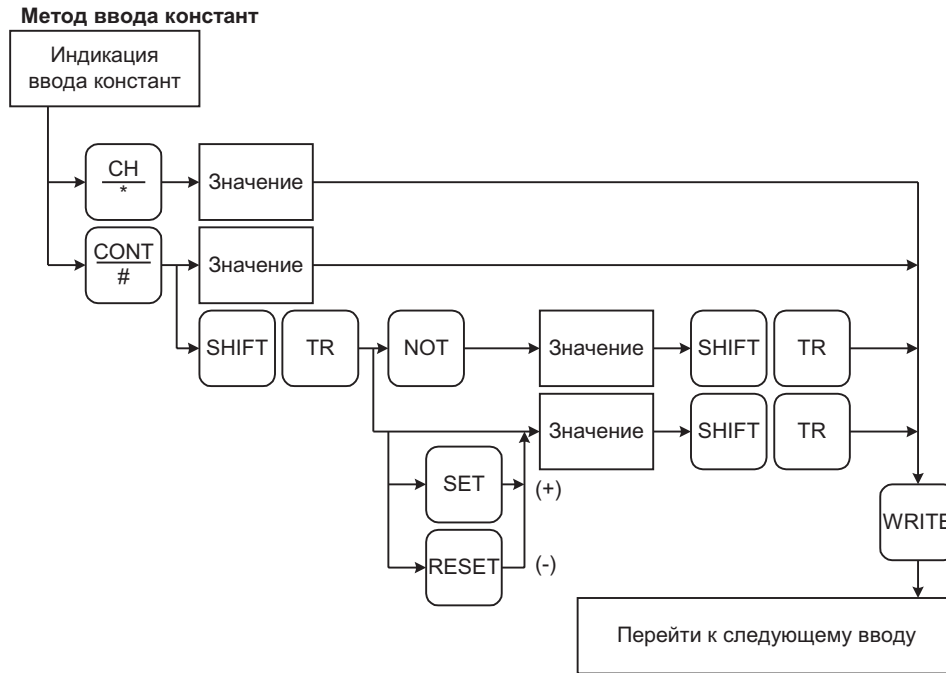 Метод ввода констант
Индикация
ввода констант
CH
*
Значение
CONT
#
Значение
SHIFT TR NOT Значение SHIFT TR
Значение SHIFT TR
SET (+)
RESET (-)
WRITE
Перейти к следующему вводу